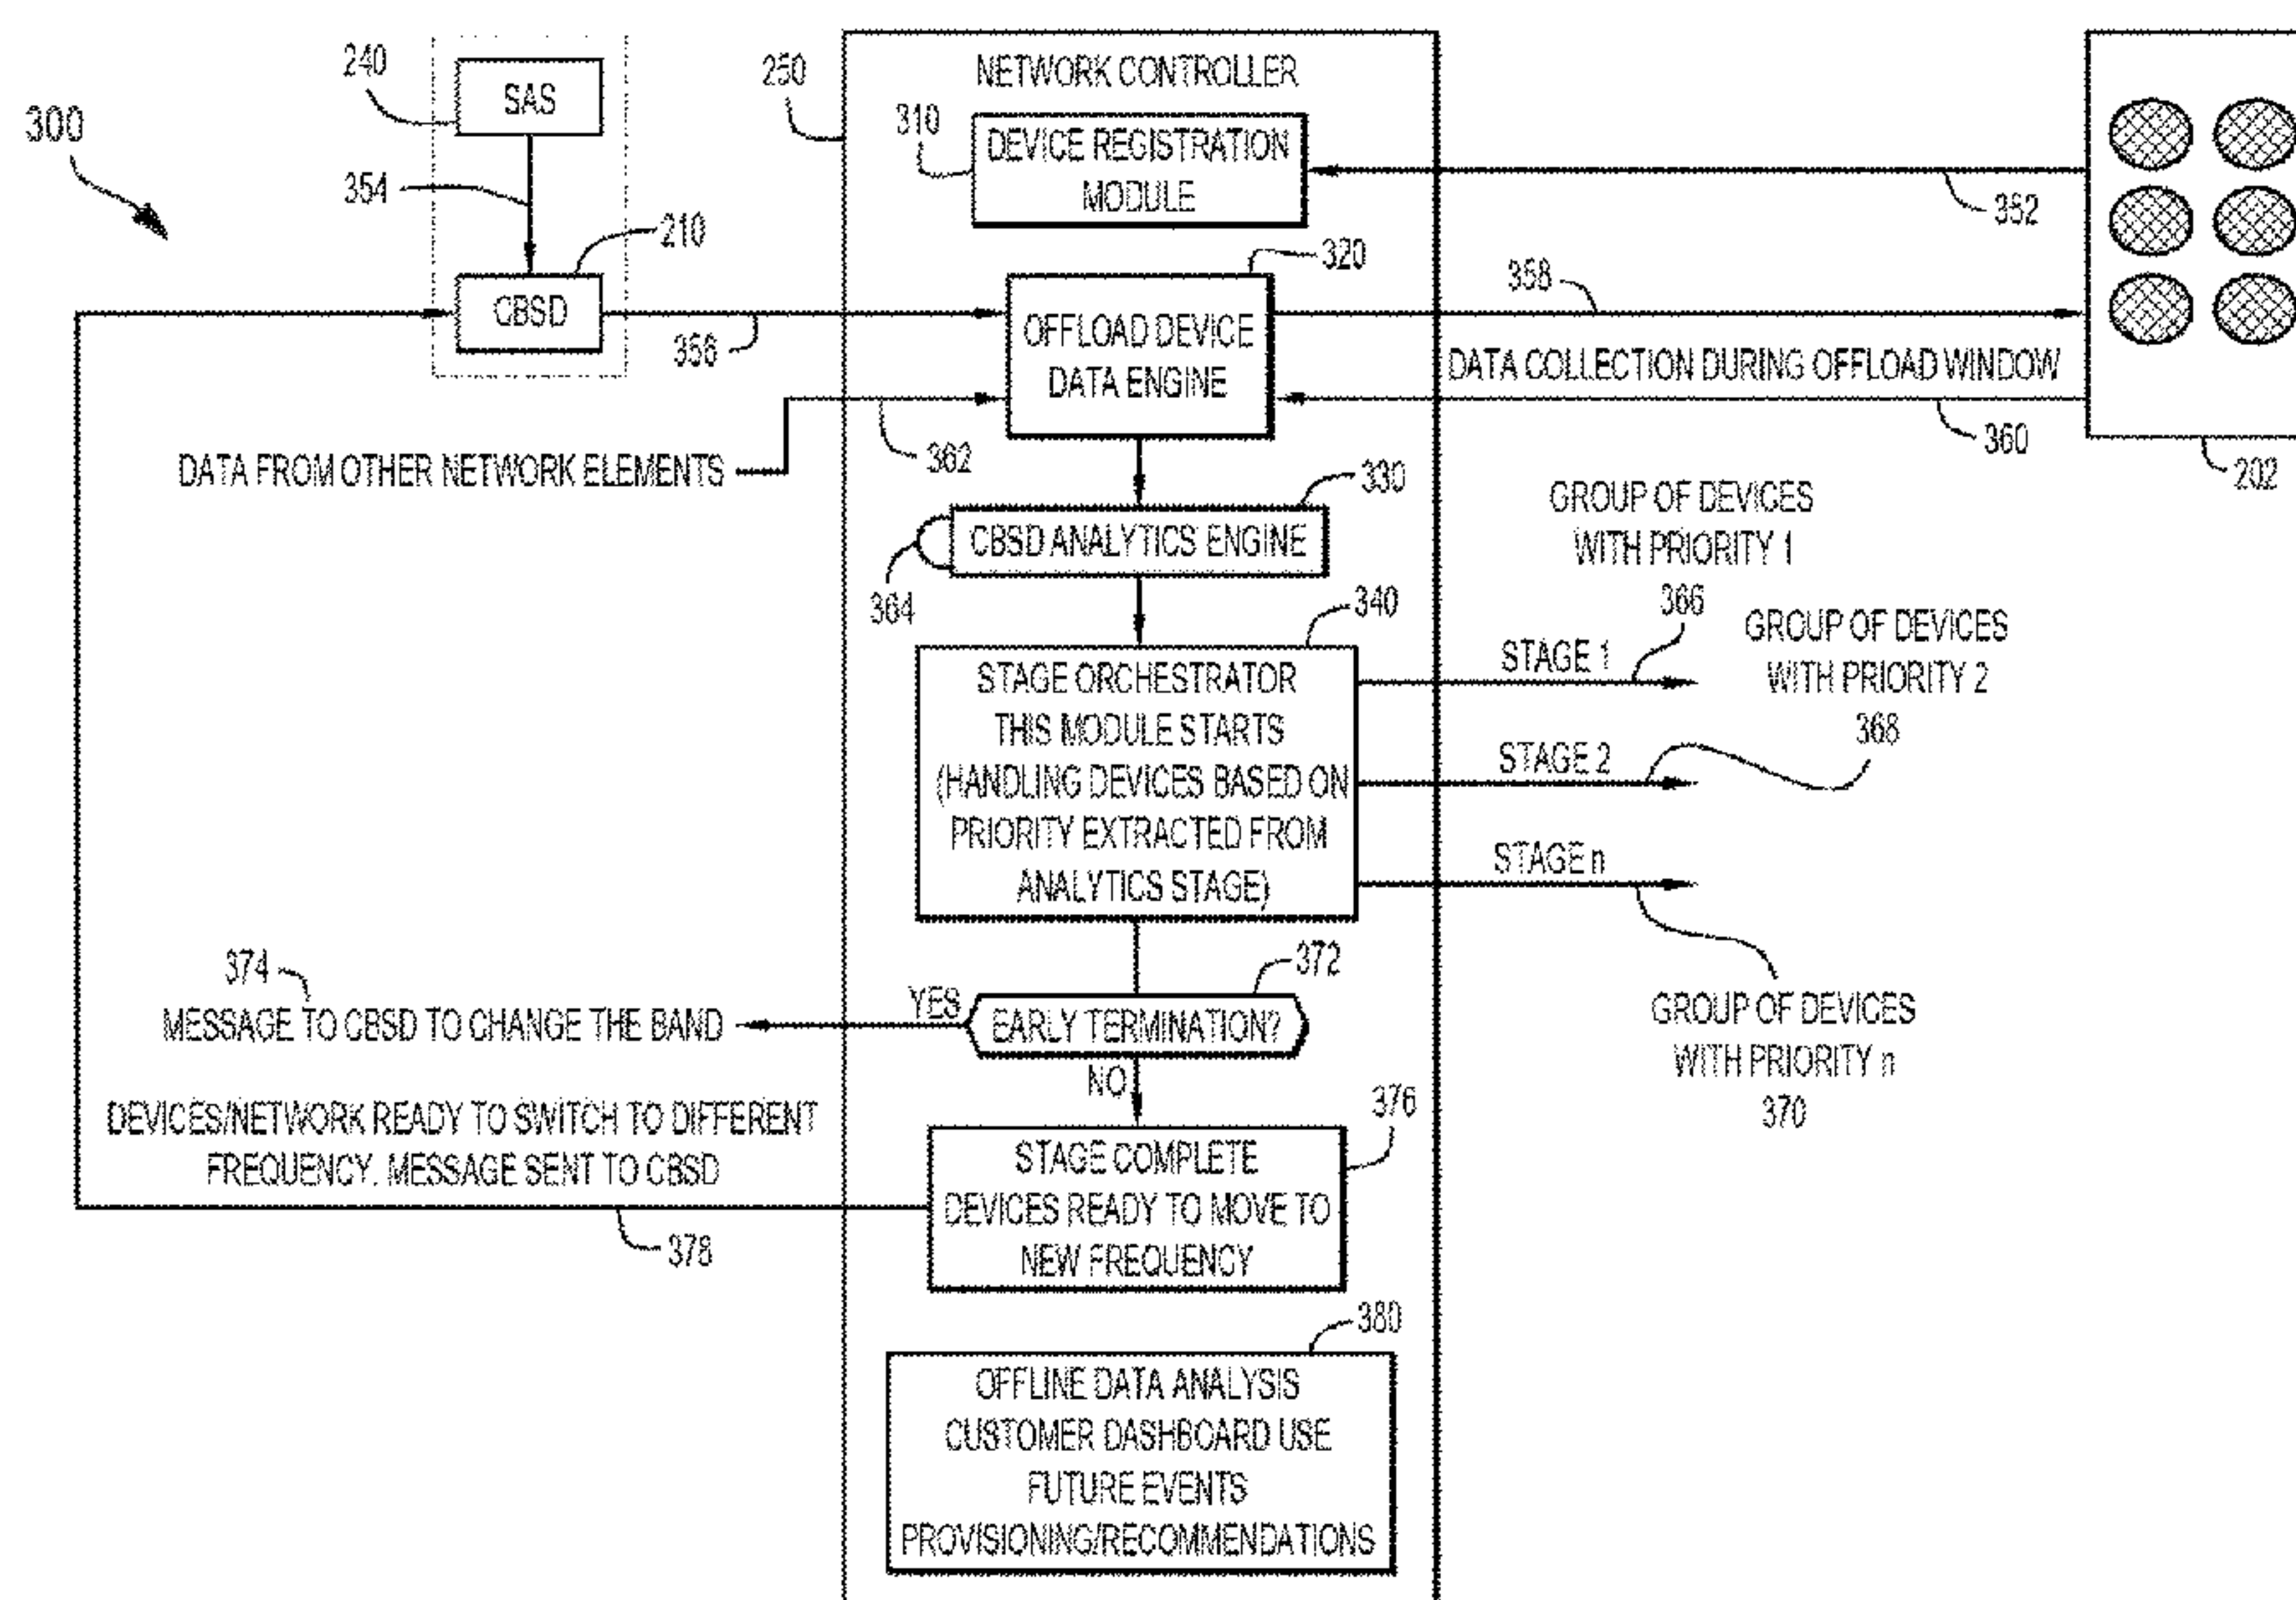 300
240
SAS
354
210
CBSD
356
250
NETWORK CONTROLLER
310
DEVICE REGISTRATION
MODULE
352
320
OFFLOAD DEVICE
DATA ENGINE
358
DATA COLLECTION DURING OFFLOAD WINDOW
360
202
DATA FROM OTHER NETWORK ELEMENTS
362
330
CBSD ANALYTICS ENGINE
364
340
STAGE ORCHESTRATOR
THIS MODULE STARTS
(HANDLING DEVICES BASED ON
PRIORITY EXTRACTED FROM
ANALYTICS STAGE)
GROUP OF DEVICES
WITH PRIORITY 1
366
STAGE 1
GROUP OF DEVICES
WITH PRIORITY 2
368
STAGE 2
STAGE n
GROUP OF DEVICES
WITH PRIORITY n
370
372
EARLY TERMINATION?
YES
374
MESSAGE TO CBSD TO CHANGE THE BAND
NO
376
STAGE COMPLETE
DEVICES READY TO MOVE TO
NEW FREQUENCY
DEVICES/NETWORK READY TO SWITCH TO DIFFERENT
FREQUENCY. MESSAGE SENT TO CBSD
378
380
OFFLINE DATA ANALYSIS
CUSTOMER DASHBOARD USE
FUTURE EVENTS
PROVISIONING/RECOMMENDATIONS